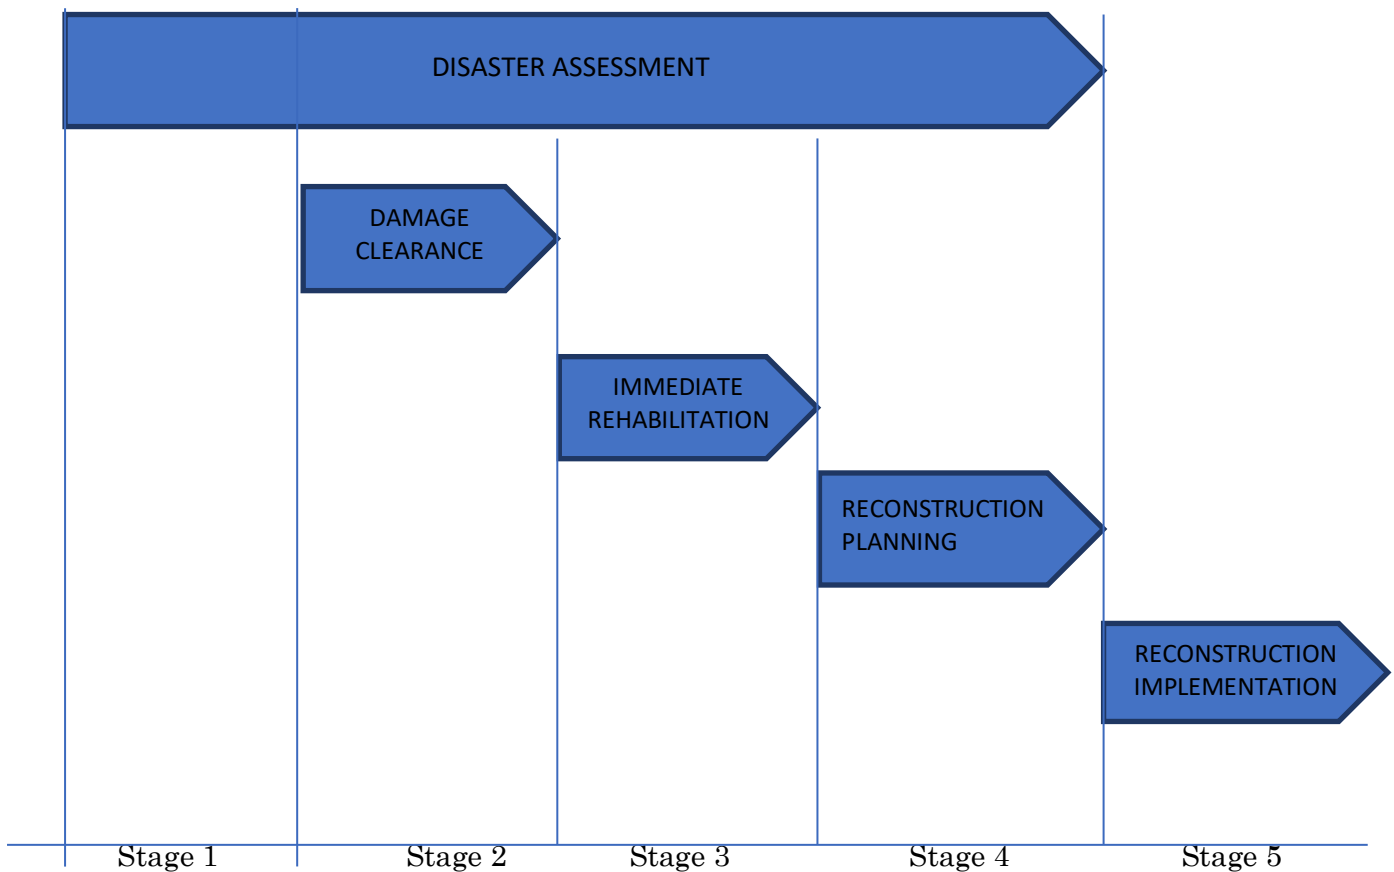 DISASTER ASSESSMENT
DAMAGE
CLEARANCE
IMMEDIATE
REHABILITATION
RECONSTRUCTION
PLANNING
RECONSTRUCTION
IMPLEMENTATION
Stage 1
Stage 2
Stage 3
Stage 4
Stage 5